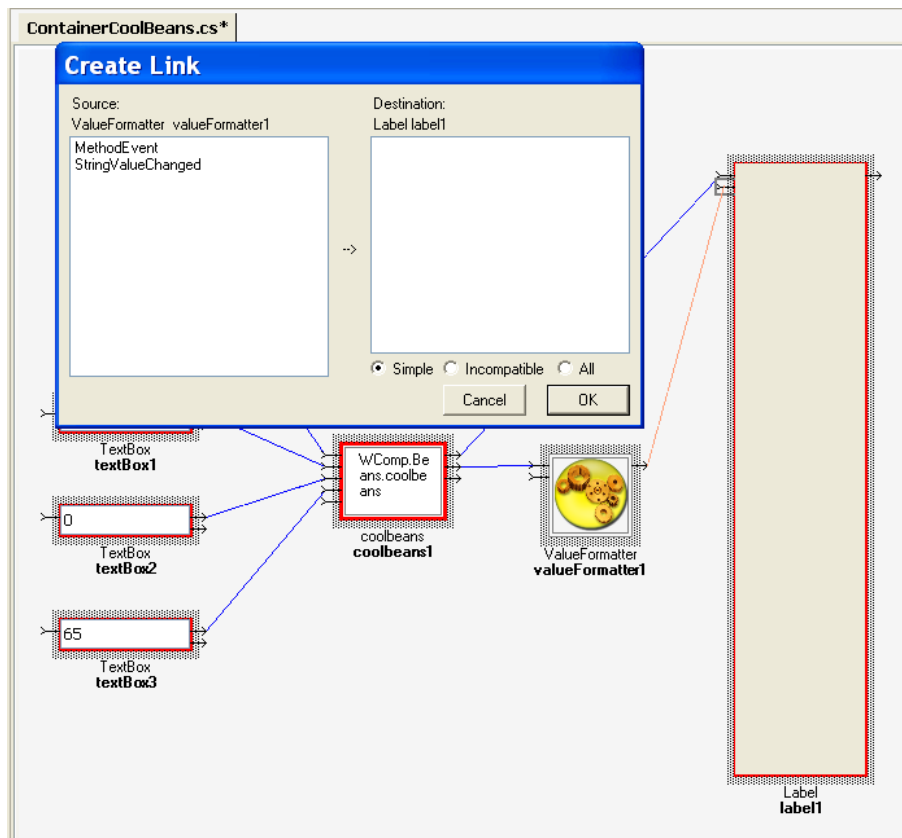 ContainerCoolBeans.cs*
Create Link
Source:
ValueFormatter valueFormatter1
MethodEvent
StringValueChanged
-->
Destination:
Label label1
Simple
Incompatible
All
Cancel
OK
TextBox
textBox1
0
TextBox
textBox2
65
TextBox
textBox3
WComp.Be
ans.coolbe
ans
coolbeans
coolbeans1
ValueFormatter
valueFormatter1
Label
label1